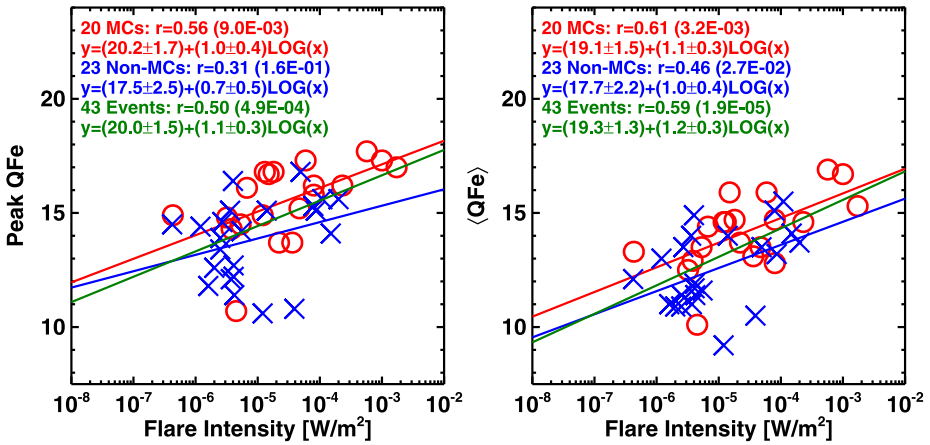 20 MCs: r=0.56 (9.0E-03)
y=(20.2±1.7)+(1.0±0.4)LOG(x)
23 Non-MCs: r=0.31 (1.6E-01)
y=(17.5±2.5)+(0.7±0.5)LOG(x)
43 Events: r=0.50 (4.9E-04)
y=(20.0±1.5)+(1.1±0.3)LOG(x)
Peak QFe
20
15
10
10⁻⁸ 10⁻⁷ 10⁻⁶ 10⁻⁵ 10⁻⁴ 10⁻³ 10⁻²
Flare Intensity [W/m²]
20 MCs: r=0.61 (3.2E-03)
y=(19.1±1.5)+(1.1±0.3)LOG(x)
23 Non-MCs: r=0.46 (2.7E-02)
y=(17.7±2.2)+(1.0±0.4)LOG(x)
43 Events: r=0.59 (1.9E-05)
y=(19.3±1.3)+(1.2±0.3)LOG(x)
⟨QFe⟩
20
15
10
10⁻⁸ 10⁻⁷ 10⁻⁶ 10⁻⁵ 10⁻⁴ 10⁻³ 10⁻²
Flare Intensity [W/m²]